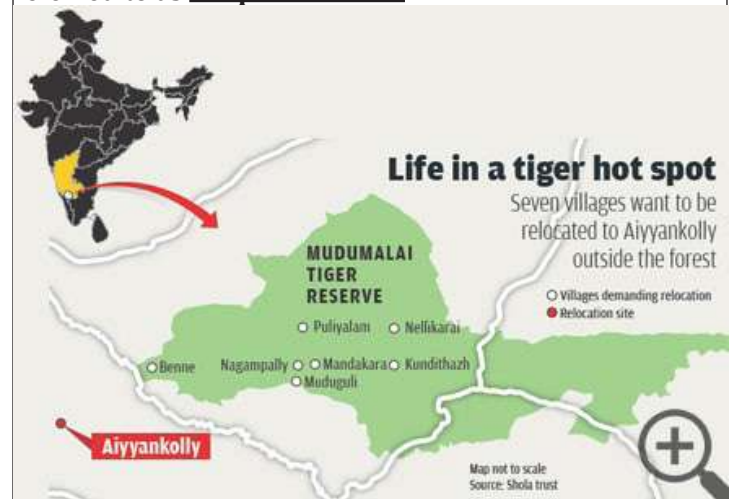 Life in a tiger hot spot
Seven villages want to be
relocated to Aiyyankolly
outside the forest
Villages demanding relocation
Relocation site
MUDUMALAI
TIGER
RESERVE
Puliyalam
Nellikarai
Benne
Nagampally
Mandakara
Kundithazh
Muduguli
Aiyyankolly
Map not to scale
Source: Shola trust